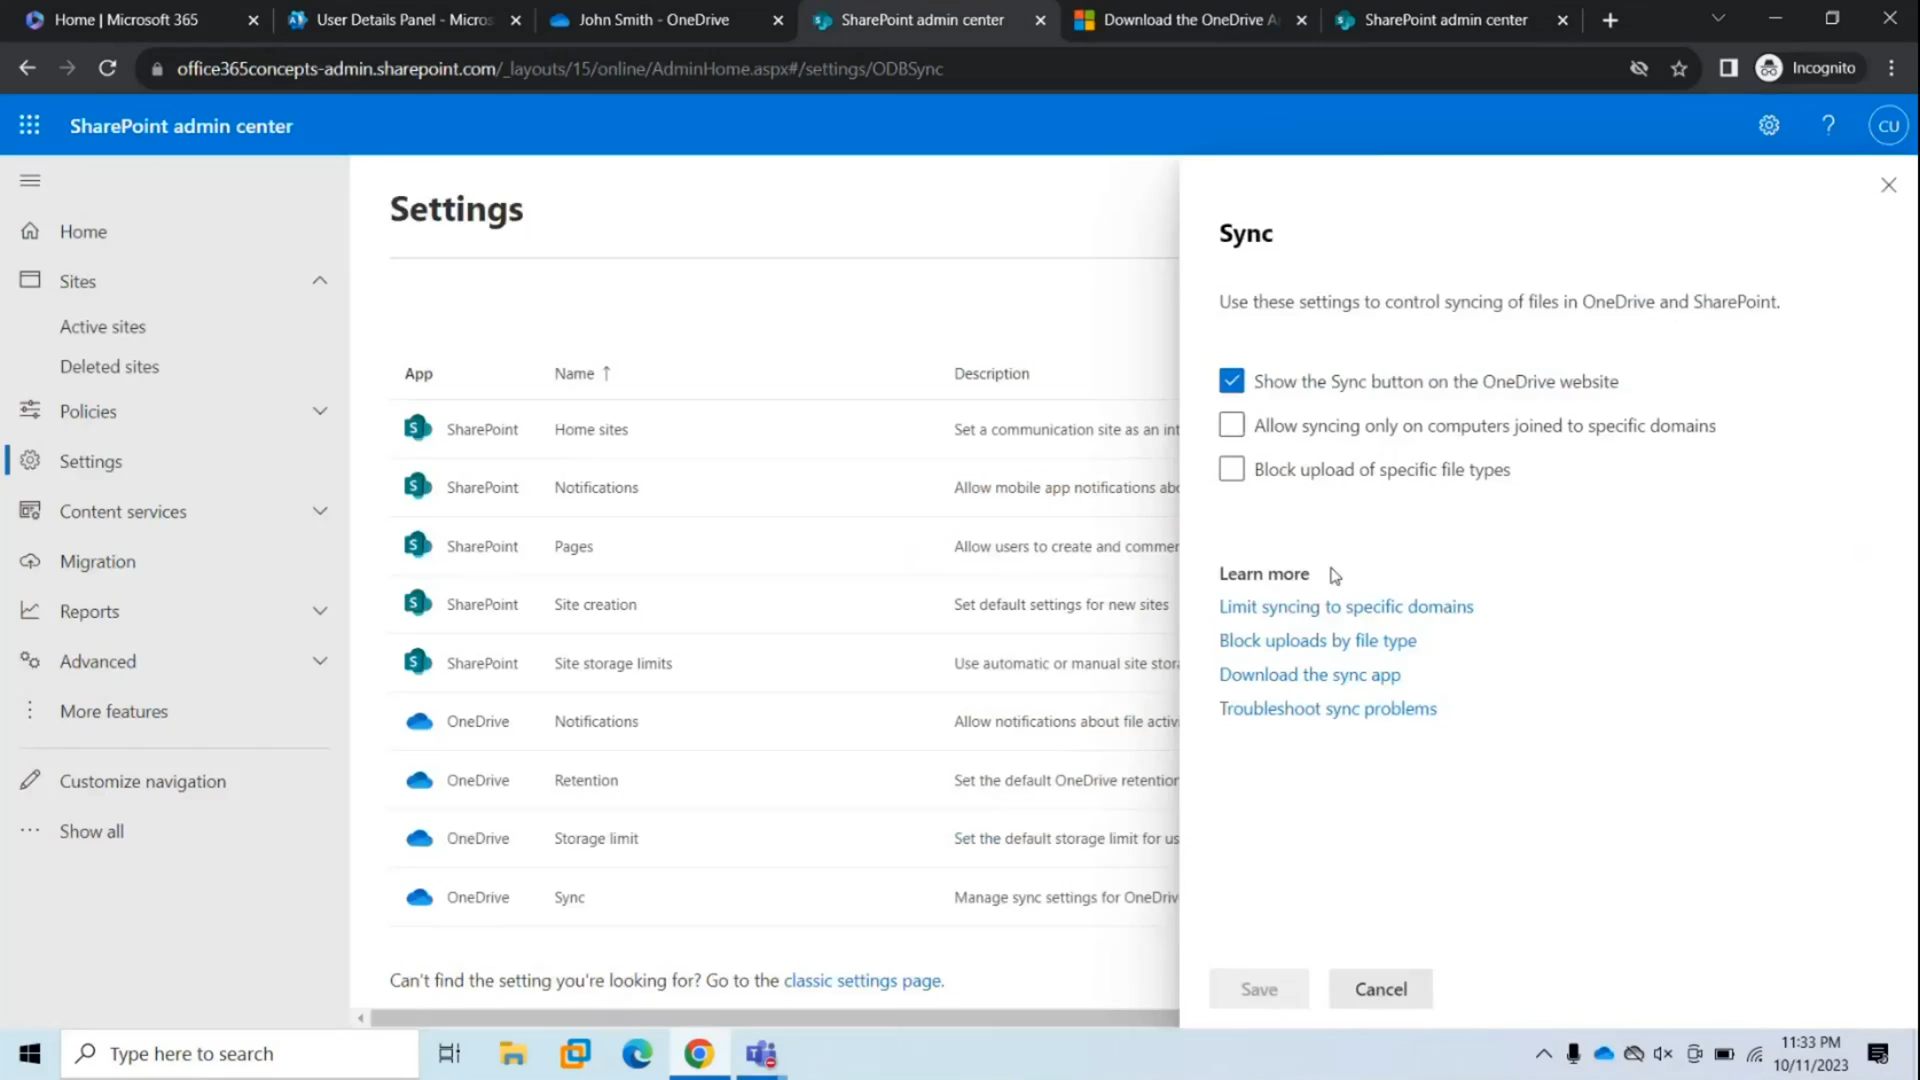 Home | Microsoft 365
User Details Panel - Micros
John Smith - OneDrive
SharePoint admin center
Download the OneDrive A
SharePoint admin center
office365concepts-admin.sharepoint.com/_layouts/15/online/AdminHome.aspx#/settings/ODBSync
Incognito
SharePoint admin center
?
CU
Home
Sites
Active sites
Deleted sites
Policies
Settings
Content services
Migration
Reports
Advanced
More features
Customize navigation
Show all
Settings
App Name ↑ Description
SharePoint Home sites Set a communication site as an int
SharePoint Notifications Allow mobile app notifications abo
SharePoint Pages Allow users to create and commen
SharePoint Site creation Set default settings for new sites
SharePoint Site storage limits Use automatic or manual site stora
OneDrive Notifications Allow notifications about file activi
OneDrive Retention Set the default OneDrive retention
OneDrive Storage limit Set the default storage limit for us
OneDrive Sync Manage sync settings for OneDrive
Can't find the setting you're looking for? Go to the classic settings page.
Sync
Use these settings to control syncing of files in OneDrive and SharePoint.
Show the Sync button on the OneDrive website
Allow syncing only on computers joined to specific domains
Block upload of specific file types
Learn more
Limit syncing to specific domains
Block uploads by file type
Download the sync app
Troubleshoot sync problems
Save Cancel
Type here to search
11:33 PM
10/11/2023